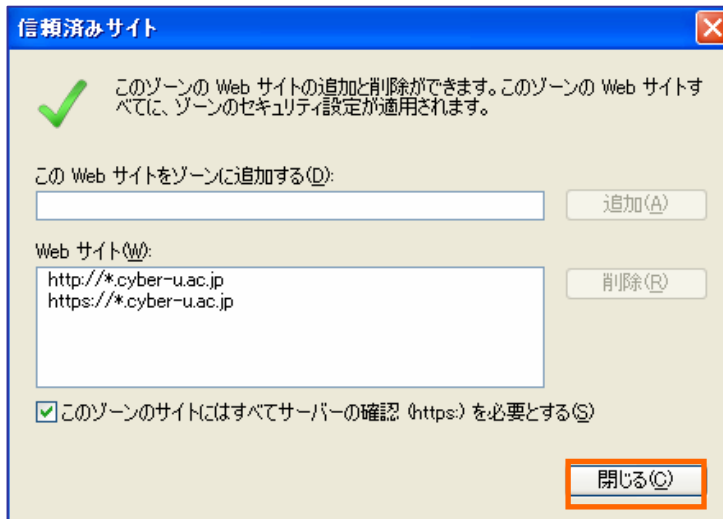 信頼済みサイト
このゾーンの Web サイトの追加と削除ができます。このゾーンの Web サイトす
べてに、ゾーンのセキュリティ設定が適用されます。
この Web サイトをゾーンに追加する(D):
追加(A)
Web サイト(W):
http://*.cyber-u.ac.jp
https://*.cyber-u.ac.jp
削除(R)
このゾーンのサイトにはすべてサーバーの確認 (https:) を必要とする(S)
閉じる(C)